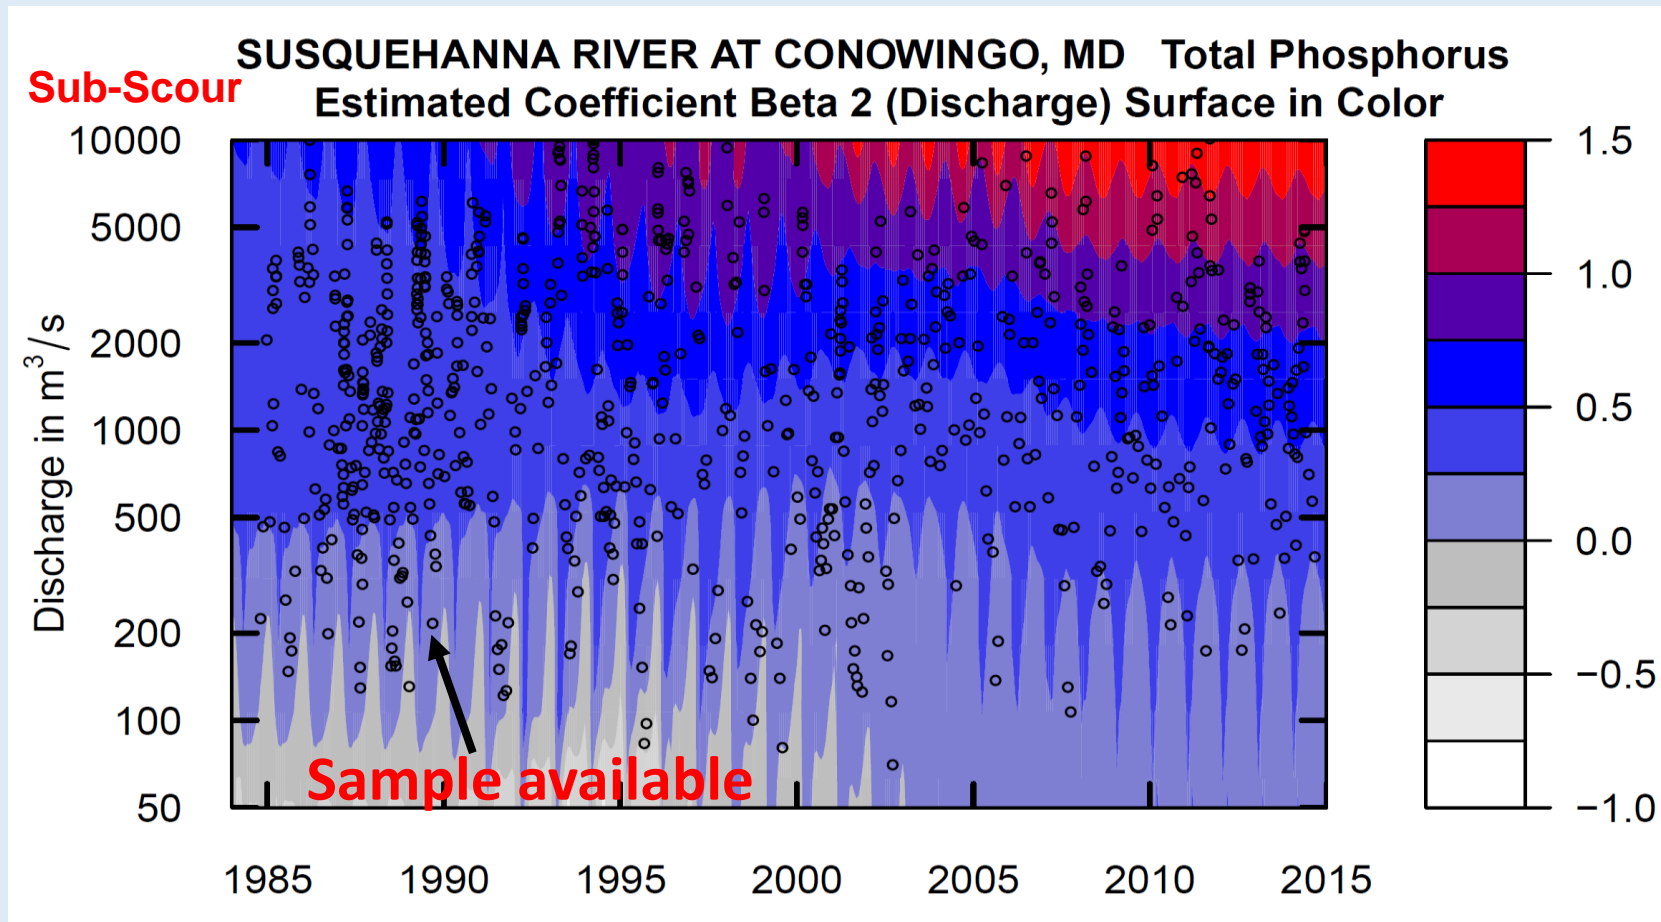 SUSQUEHANNA RIVER AT CONOWINGO, MD Total Phosphorus
Sub-Scour
Estimated Coefficient Beta 2 (Discharge) Surface in Color
Discharge in m³/s
10000
5000
2000
1000
500
200
100
50
Sample available
1985 1990 1995 2000 2005 2010 2015
1.5
1.0
0.5
0.0
−0.5
−1.0